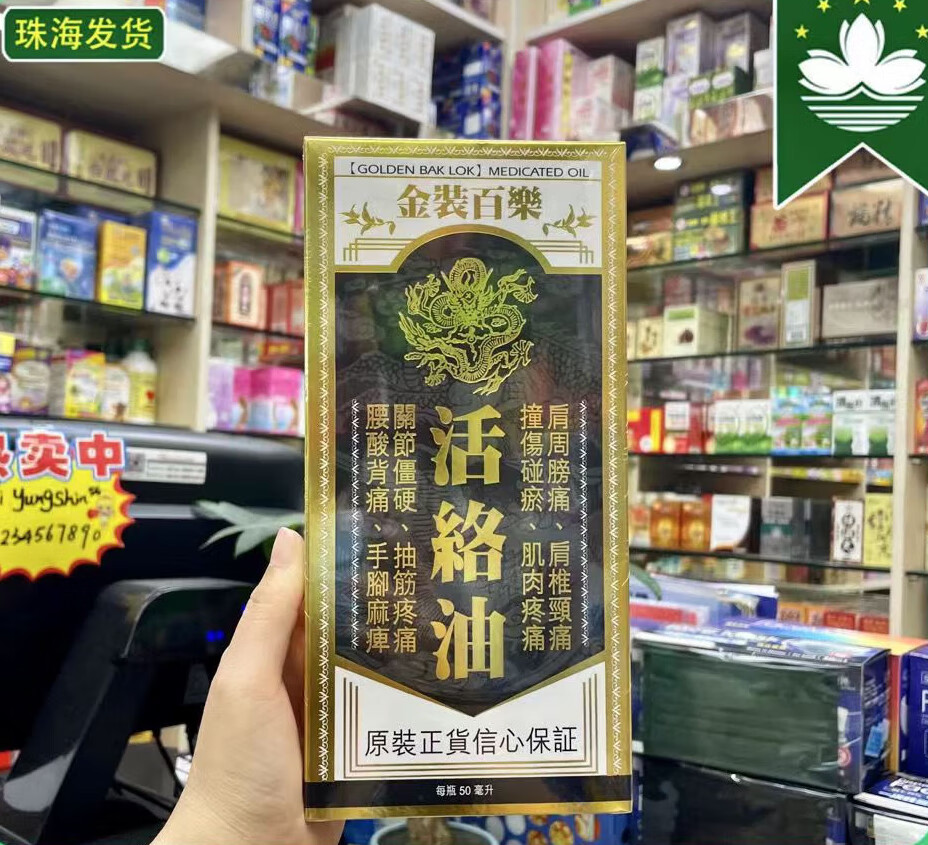 珠海发货
【GOLDEN BAK LOK】MEDICATED OIL
金装百樂
活絡油
肩周膀痛、肩椎頸痛
撞傷碰瘀、肌肉疼痛
關節僵硬、抽筋疼痛
腰酸背痛、手腳麻痺
原裝正貨信心保証
每瓶 50 毫升
热卖中
YungShin
234567890